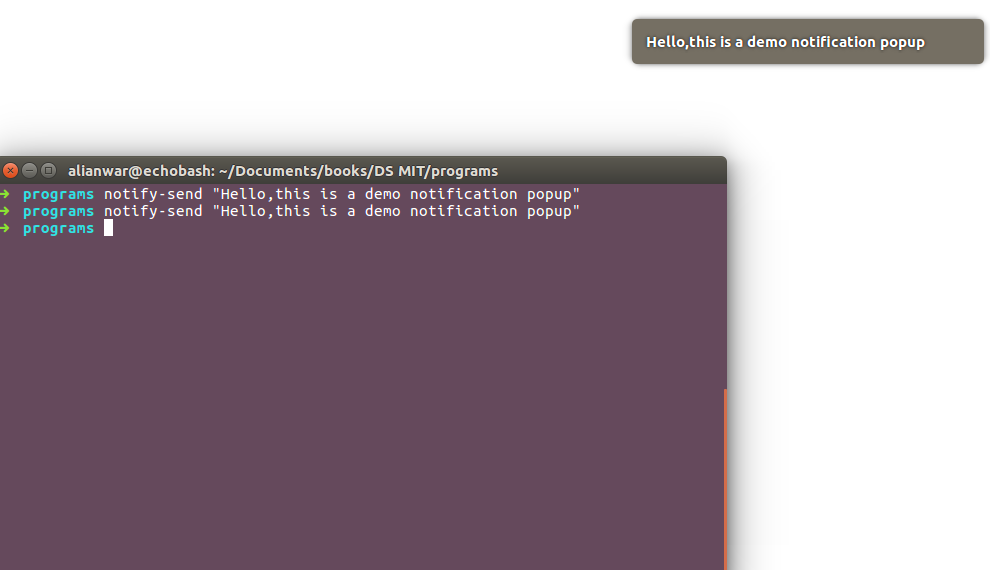 Hello,this is a demo notification popup
alianwar@echobash: ~/Documents/books/DS MIT/programs
➜ programs notify-send "Hello,this is a demo notification popup"
➜ programs notify-send "Hello,this is a demo notification popup"
➜ programs